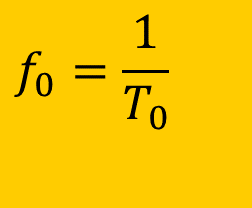 f₀ = 1/T₀